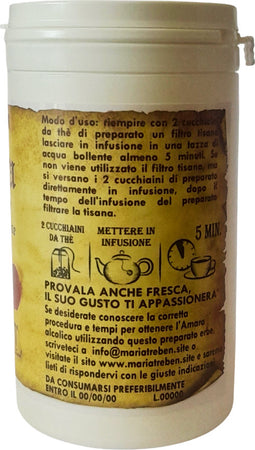 Modo d'uso: riempire con 2 cucchiai
da thè di preparato un filtro tisana
lasciare in infusione in una tazza di
acqua bollente almeno 5 minuti. Se
non viene utilizzato il filtro tisana, ma
si versano i 2 cucchiaini di preparato
direttamente in infusione, dopo il
tempo dell'infusione del preparato
filtrare la tisana.
2 CUCCHIAINI
DA THÈ
METTERE IN
INFUSIONE
5 MIN.
PROVALA ANCHE FRESCA,
IL SUO GUSTO TI APPASSIONERA'
Se desiderate conoscere la corretta
procedura e tempi per ottenere l'Amaro
alcolico utilizzando questo preparato erbe,
scriveteci a info@mariatreben.site o
visitate il sito www.mariatreben.site e saremo
lieti di rispondervi con le giuste indicazioni
DA CONSUMARSI PREFERIBILMENTE
ENTRO IL 00/00/00
L.00000